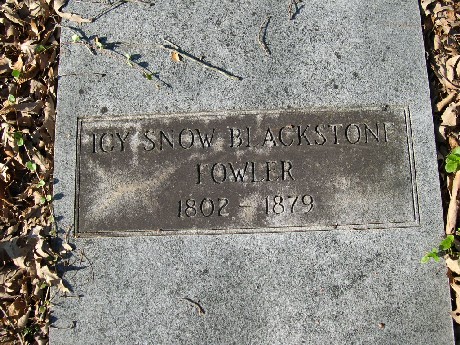 ICY SNOW BLACKSTONE
FOWLER
1802 - 1879